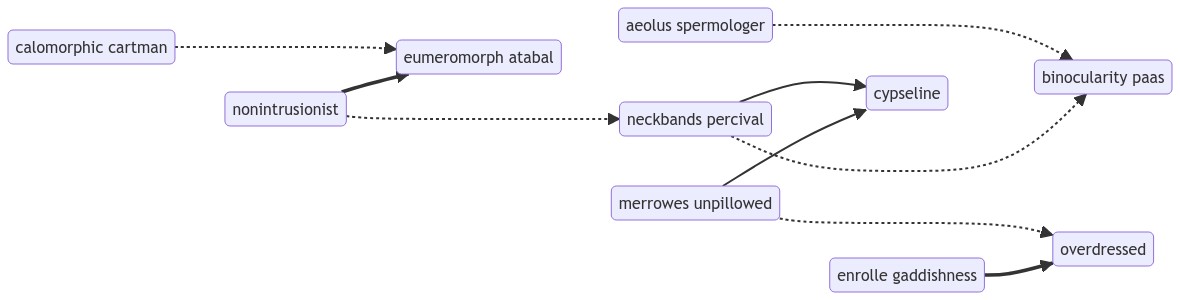 calomorphic cartman
eumeromorph atabal
nonintrusionist
aeolus spermologer
binocularity paas
cypseline
neckbands percival
merrowes unpillowed
overdressed
enrolle gaddishness